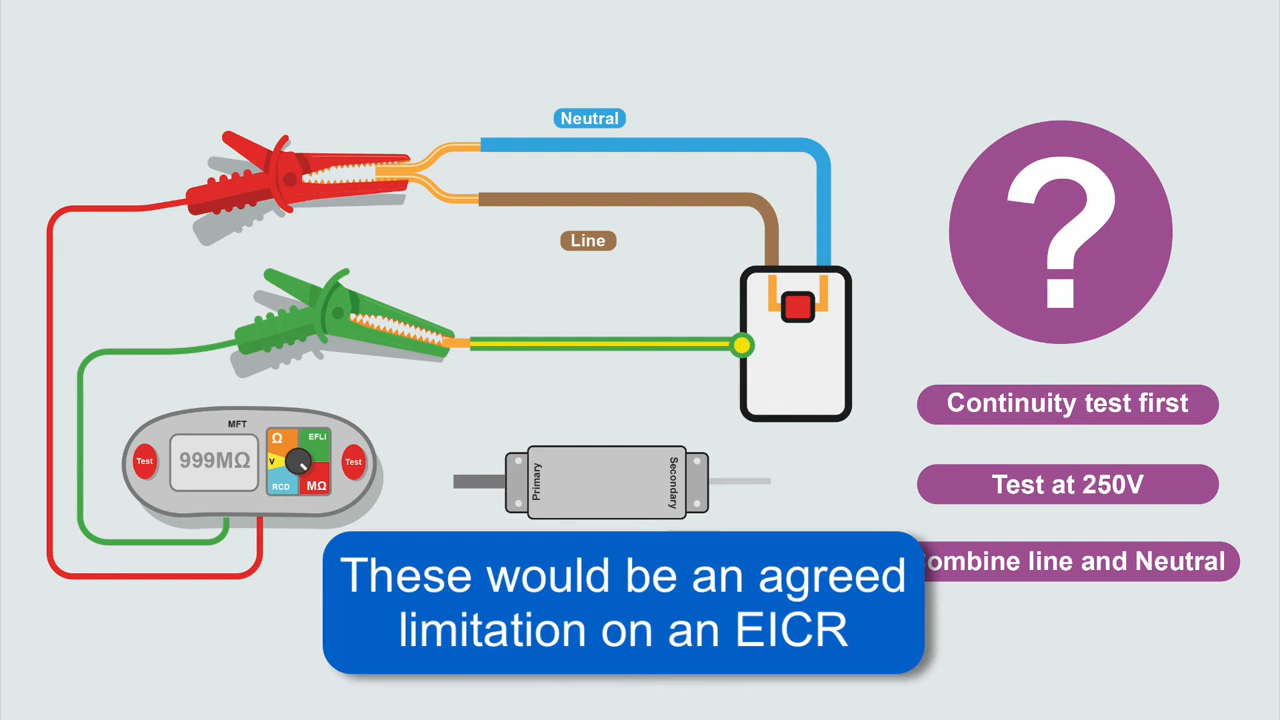 Neutral
Line
?
Continuity test first
Test at 250V
ombine line and Neutral
MFT
Test
999MΩ
Ω
EFLI
V
RCD
MΩ
Test
Primary
Secondary
These would be an agreed
limitation on an EICR